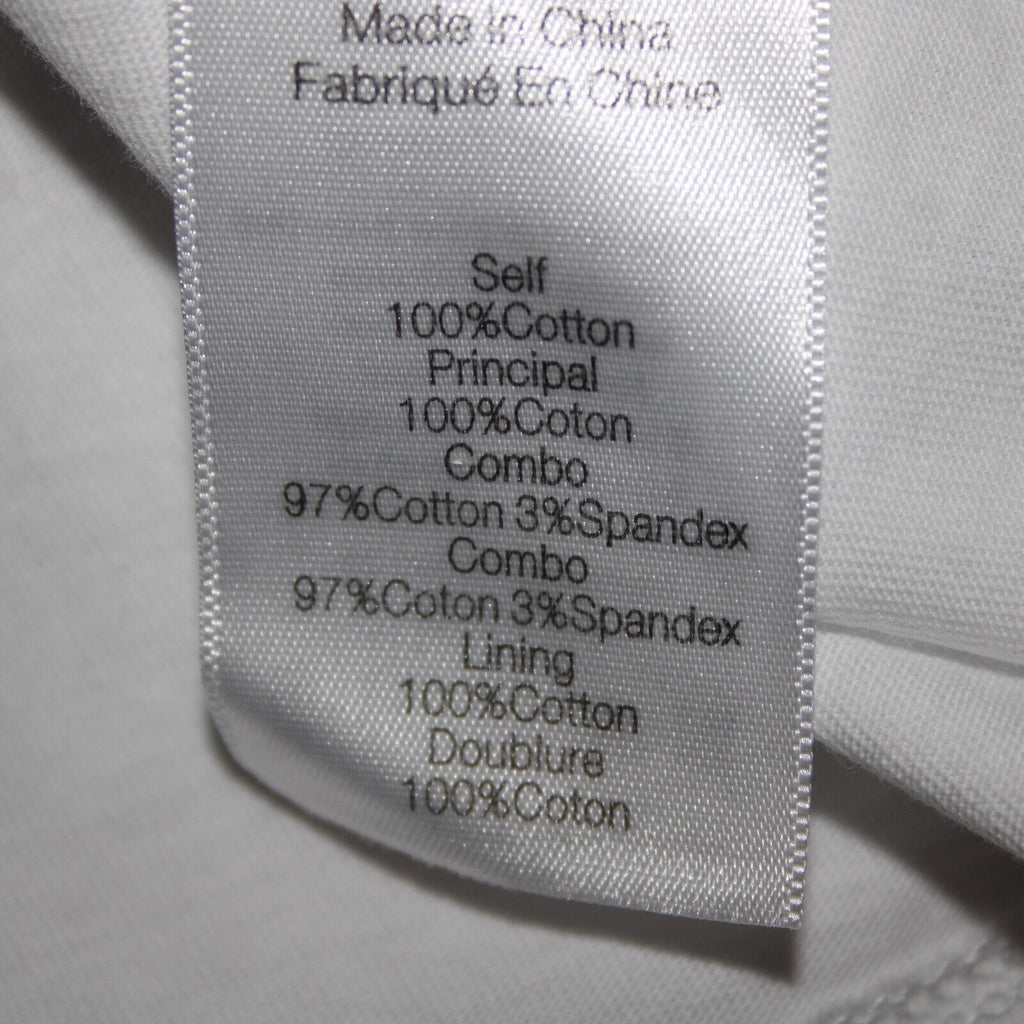 Made in China
Fabriqué En Chine
Self
100%Cotton
Principal
100%Coton
Combo
97%Cotton 3%Spandex
Combo
97%Coton 3%Spandex
Lining
100%Cotton
Doublure
100%Coton